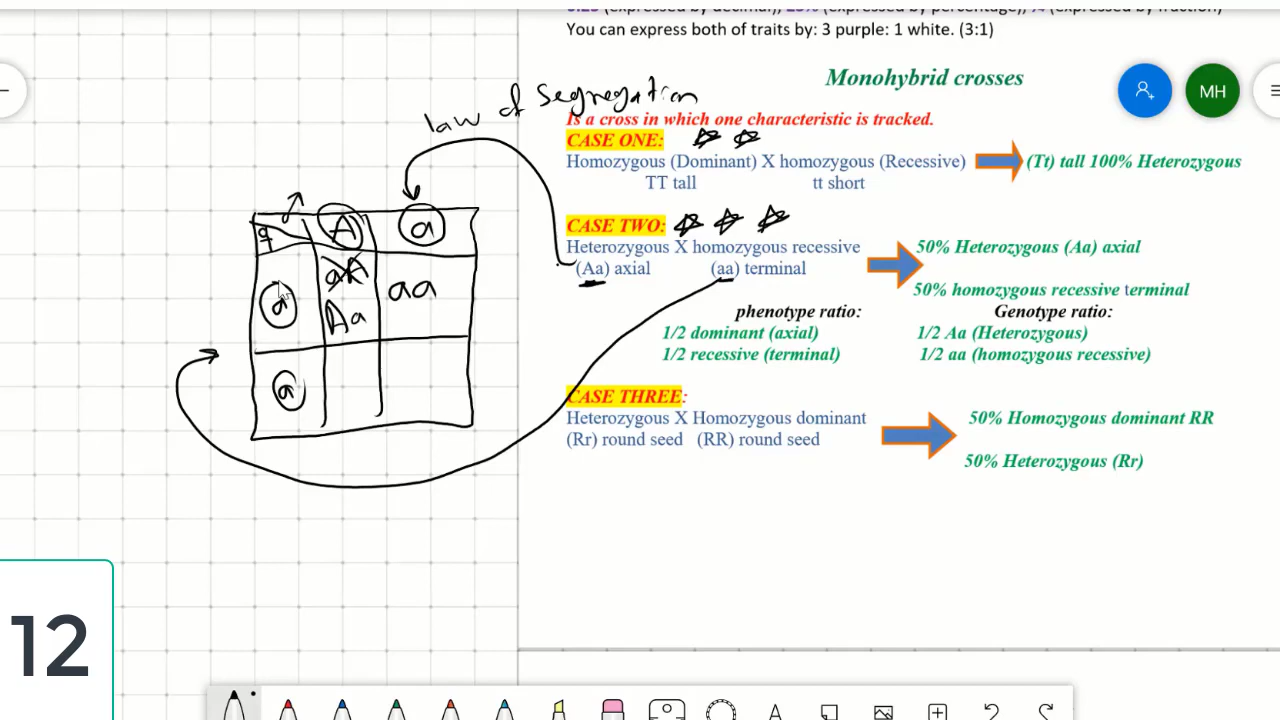 You can express both of traits by: 3 purple: 1 white. (3:1)
Monohybrid crosses
MH
law of segregation
Is a cross in which one characteristic is tracked.
CASE ONE:
Homozygous (Dominant) X homozygous (Recessive)
TT tall tt short
(Tt) tall 100% Heterozygous
CASE TWO:
Heterozygous X homozygous recessive
(Aa) axial (aa) terminal
50% Heterozygous (Aa) axial
50% homozygous recessive terminal
phenotype ratio:
1/2 dominant (axial)
1/2 recessive (terminal)
Genotype ratio:
1/2 Aa (Heterozygous)
1/2 aa (homozygous recessive)
CASE THREE:
Heterozygous X Homozygous dominant
(Rr) round seed (RR) round seed
50% Homozygous dominant RR
50% Heterozygous (Rr)
A a
a aA aa
Aa
a
12
A